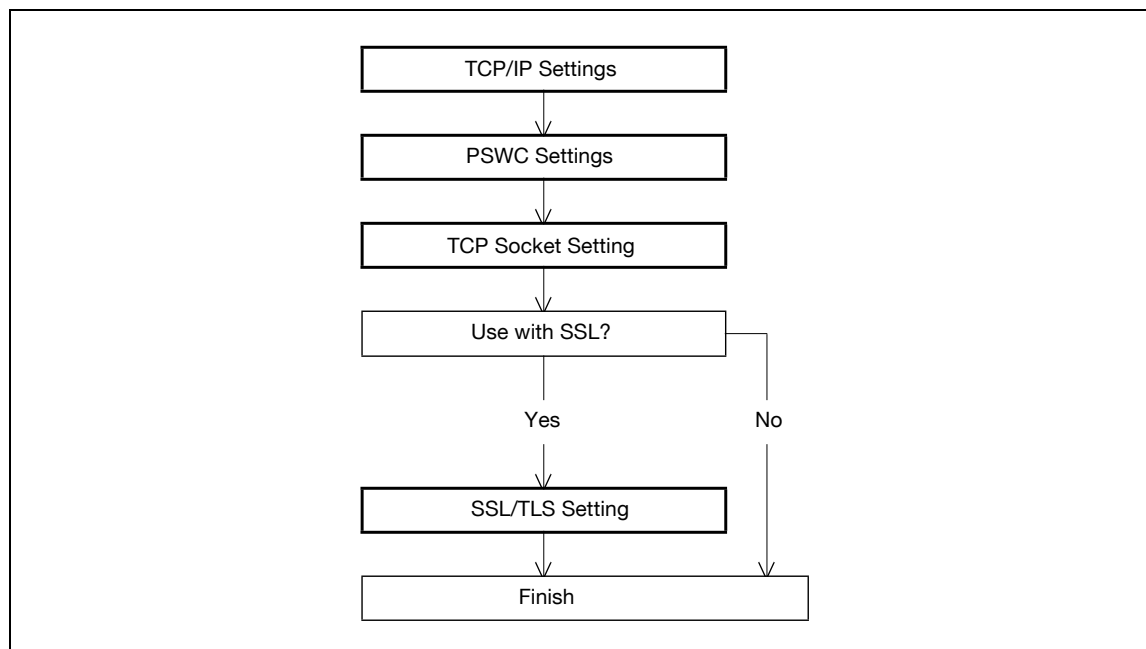 TCP/IP Settings
PSWC Settings
TCP Socket Setting
Use with SSL?
Yes
No
SSL/TLS Setting
Finish